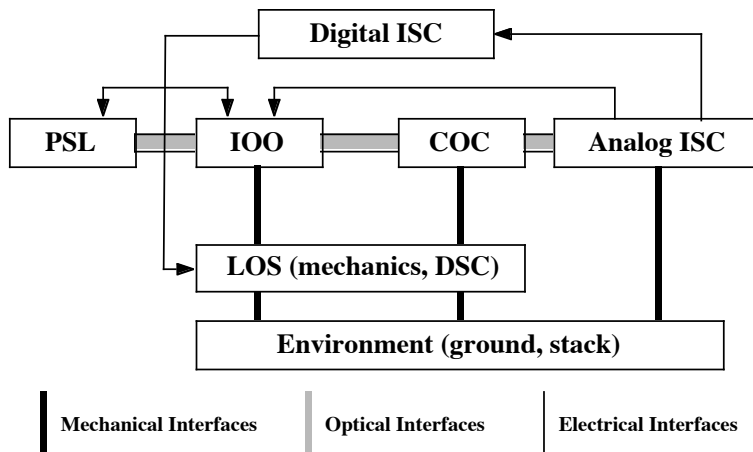 Digital ISC
PSL
IOO
COC
Analog ISC
LOS (mechanics, DSC)
Environment (ground, stack)
Mechanical Interfaces
Optical Interfaces
Electrical Interfaces